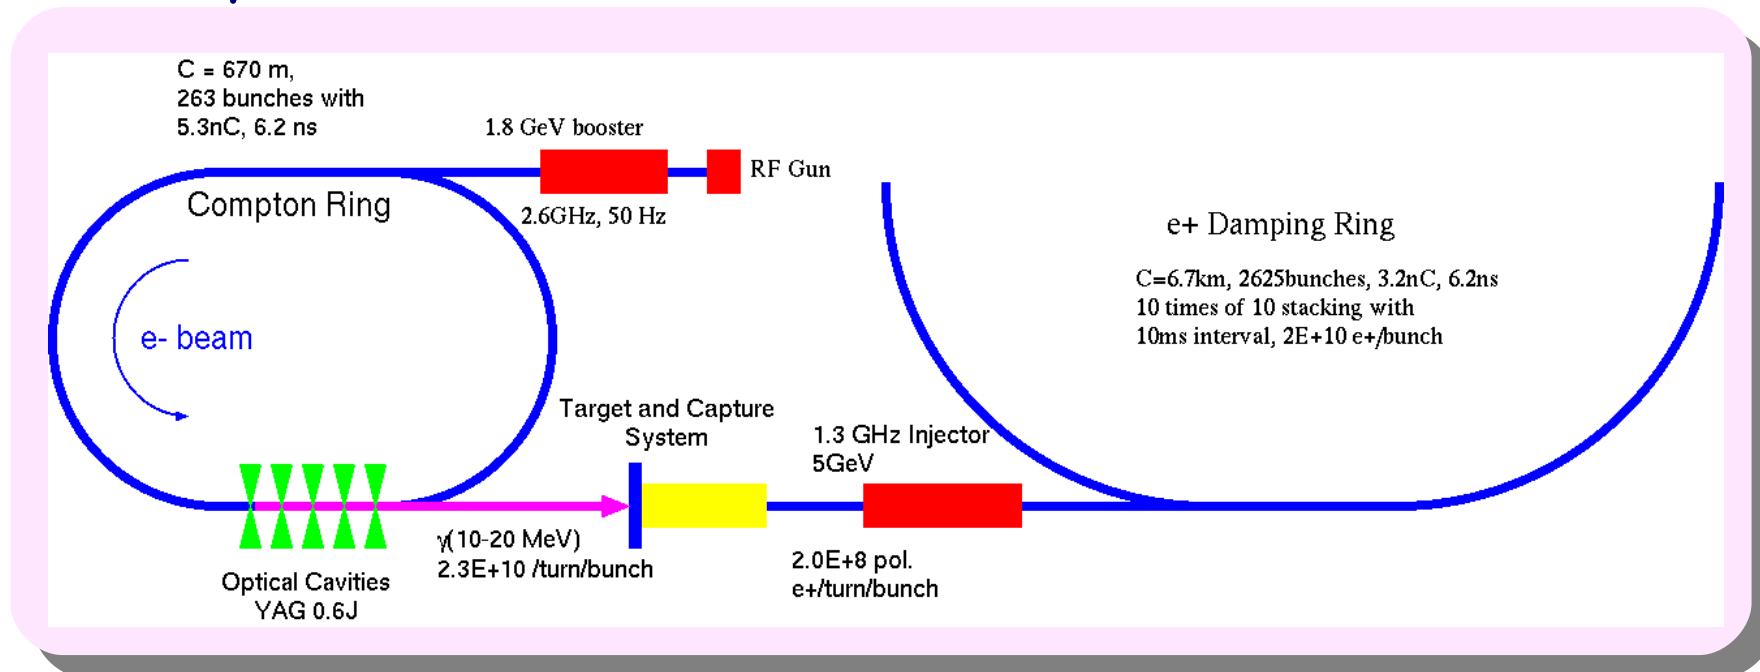 C = 670 m,
263 bunches with
5.3nC, 6.2 ns
1.8 GeV booster
RF Gun
2.6GHz, 50 Hz
Compton Ring
e- beam
e+ Damping Ring
C=6.7km, 2625bunches, 3.2nC, 6.2ns
10 times of 10 stacking with
10ms interval, 2E+10 e+/bunch
Target and Capture
System
1.3 GHz Injector
5GeV
γ(10-20 MeV)
2.3E+10 /turn/bunch
2.0E+8 pol.
e+/turn/bunch
Optical Cavities
YAG 0.6J